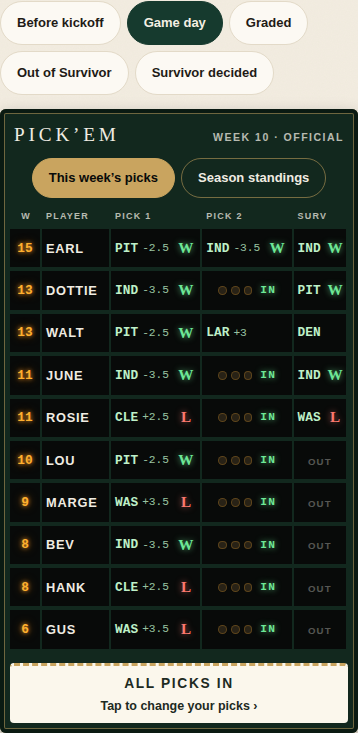 Before kickoff Game day Graded
Out of Survivor Survivor decided
PICK’EM WEEK 10 · OFFICIAL
This week’s picks Season standings
W PLAYER PICK 1 PICK 2 SURV
15 EARL PIT -2.5 W IND -3.5 W IND W
13 DOTTIE IND -3.5 W IN PIT W
13 WALT PIT -2.5 W LAR +3 DEN
11 JUNE IND -3.5 W IN IND W
11 ROSIE CLE +2.5 L IN WAS L
10 LOU PIT -2.5 W IN OUT
9 MARGE WAS +3.5 L IN OUT
8 BEV IND -3.5 W IN OUT
8 HANK CLE +2.5 L IN OUT
6 GUS WAS +3.5 L IN OUT
ALL PICKS IN
Tap to change your picks ›